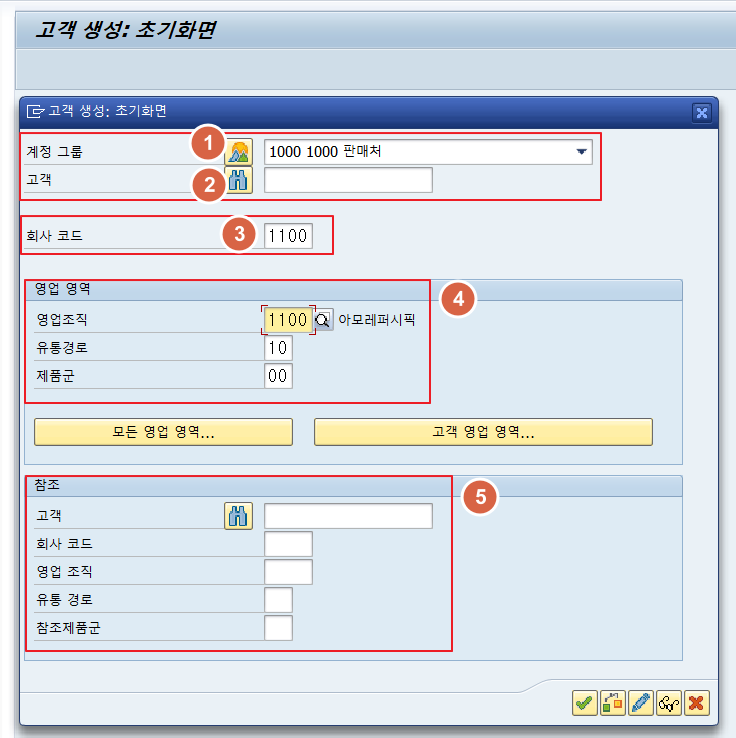 고객 생성: 초기화면
고객 생성: 초기화면
계정 그룹 1 1000 1000 판매처
고객 2
회사 코드 3 1100
영업 영역 4
영업조직 1100 아모레퍼시픽
유통경로 10
제품군 00
모든 영업 영역... 고객 영업 영역...
참조 5
고객
회사 코드
영업 조직
유통 경로
참조제품군